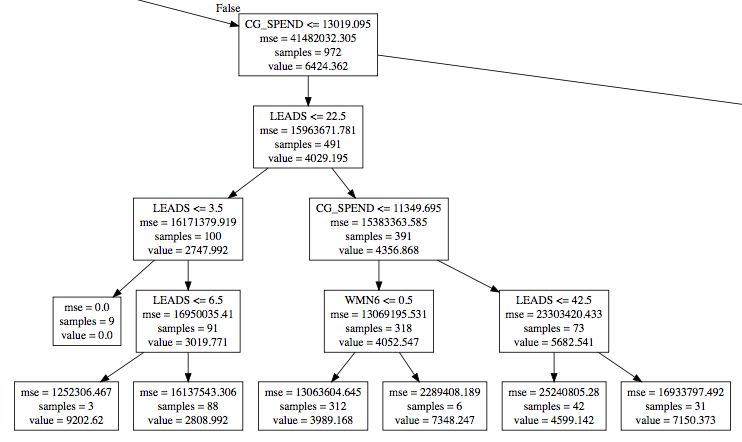 False
CG_SPEND <= 13019.095
mse = 41482032.305
samples = 972
value = 6424.362
LEADS <= 22.5
mse = 15963671.781
samples = 491
value = 4029.195
LEADS <= 3.5
mse = 16171379.919
samples = 100
value = 2747.992
CG_SPEND <= 11349.695
mse = 15383363.585
samples = 391
value = 4356.868
mse = 0.0
samples = 9
value = 0.0
LEADS <= 6.5
mse = 16950035.41
samples = 91
value = 3019.771
WMN6 <= 0.5
mse = 13069195.531
samples = 318
value = 4052.547
LEADS <= 42.5
mse = 23303420.433
samples = 73
value = 5682.541
mse = 1252306.467
samples = 3
value = 9202.62
mse = 16137543.306
samples = 88
value = 2808.992
mse = 13063604.645
samples = 312
value = 3989.168
mse = 2289408.189
samples = 6
value = 7348.247
mse = 25240805.28
samples = 42
value = 4599.142
mse = 16933797.492
samples = 31
value = 7150.373